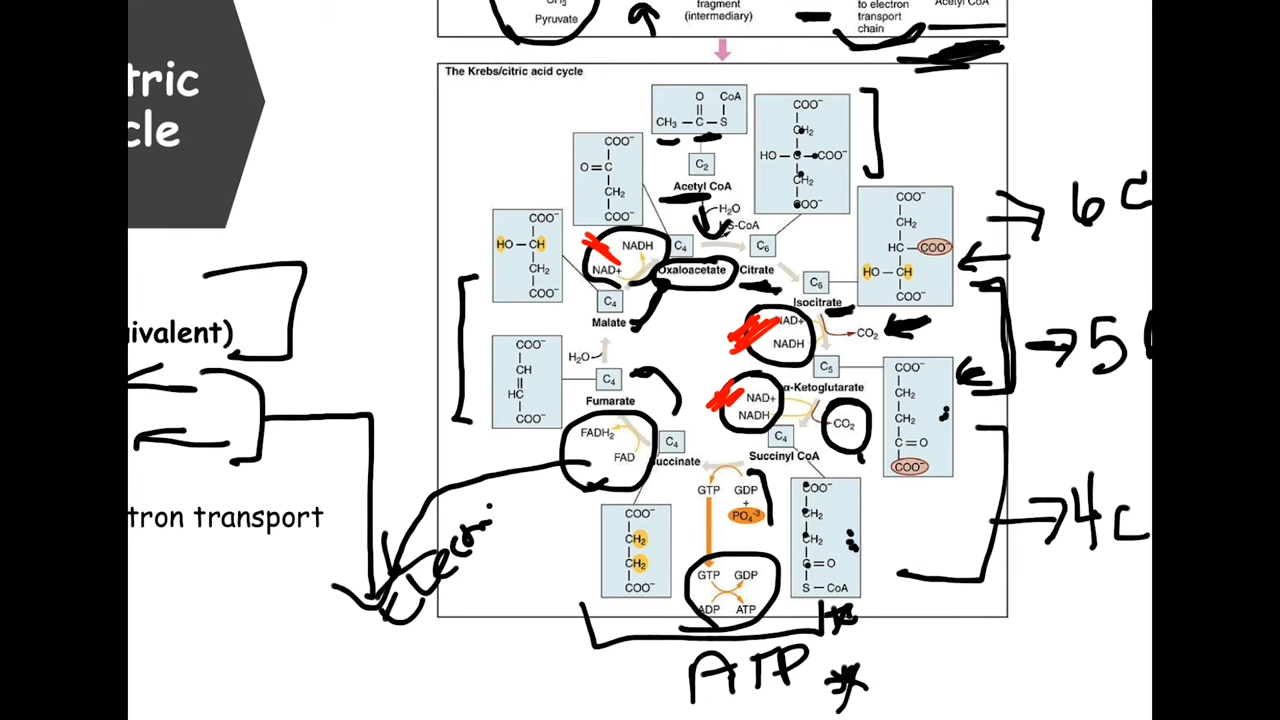 CH₃
Pyruvate
fragment
(intermediary)
to electron
transport
chain
Acetyl CoA
tric
cle
ivalent)
tron transport
The Krebs/citric acid cycle
O CoA
CH₃ — C — S
C₂
Acetyl CoA
H₂O
S-CoA
COO⁻
O=C
CH₂
COO⁻
COO⁻
CH₂
HO — C — COO⁻
CH₂
COO⁻
NADH
NAD+
C₄
Oxaloacetate
C₆
Citrate
COO⁻
HO — CH
CH₂
COO⁻
C₄
Malate
COO⁻
CH₂
HC — COO⁻
HO — CH
COO⁻
C₆
Isocitrate
NAD+
NADH
CO₂
C₅
α-Ketoglutarate
COO⁻
CH
HC
COO⁻
H₂O
C₄
Fumarate
COO⁻
CH₂
CH₂
C=O
COO⁻
NAD+
NADH
CO₂
C₄
Succinyl CoA
FADH₂
FAD
C₄
Succinate
GTP GDP
+
PO₄⁻³
COO⁻
CH₂
CH₂
COO⁻
COO⁻
CH₂
CH₂
C=O
S — CoA
GTP GDP
ADP ATP
6C
5
4C
ATP